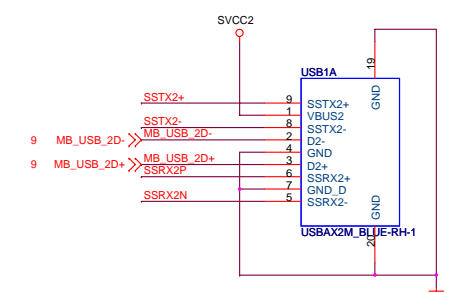 SVCC2
USB1A
19
GND
SSTX2+ 9 SSTX2+
1 VBUS2
SSTX2- 8 SSTX2-
9 MB_USB_2D- MB_USB_2D- 2 D2-
4 GND
9 MB_USB_2D+ MB_USB_2D+ 3 D2+
SSRX2P 6 SSRX2+
7 GND_D
SSRX2N 5 SSRX2-
GND
20
USBAX2M_BLUE-RH-1